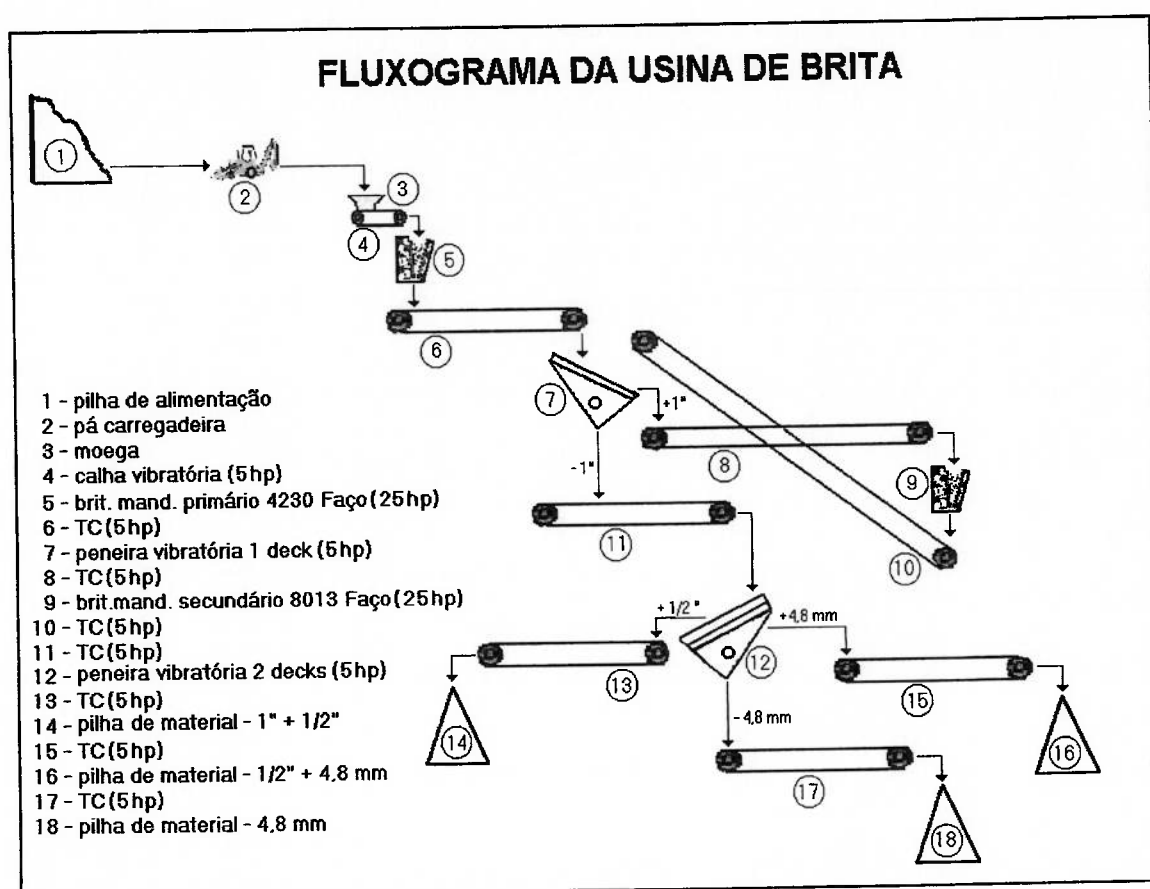 FLUXOGRAMA DA USINA DE BRITA
1
2
3
4
5
6
7
+1"
8
- 1"
9
11
10
+ 1/2"
+4,8 mm
12
13
15
- 4,8 mm
14
16
17
18
1 - pilha de alimentação
2 - pá carregadeira
3 - moega
4 - calha vibratória (5hp)
5 - brit. mand. primário 4230 Faço (25hp)
6 - TC (5hp)
7 - peneira vibratória 1 deck (5hp)
8 - TC (5hp)
9 - brit.mand. secundário 8013 Faço (25hp)
10 - TC (5hp)
11 - TC (5hp)
12 - peneira vibratória 2 decks (5hp)
13 - TC (5hp)
14 - pilha de material - 1" + 1/2"
15 - TC (5hp)
16 - pilha de material - 1/2" + 4,8 mm
17 - TC (5hp)
18 - pilha de material - 4,8 mm